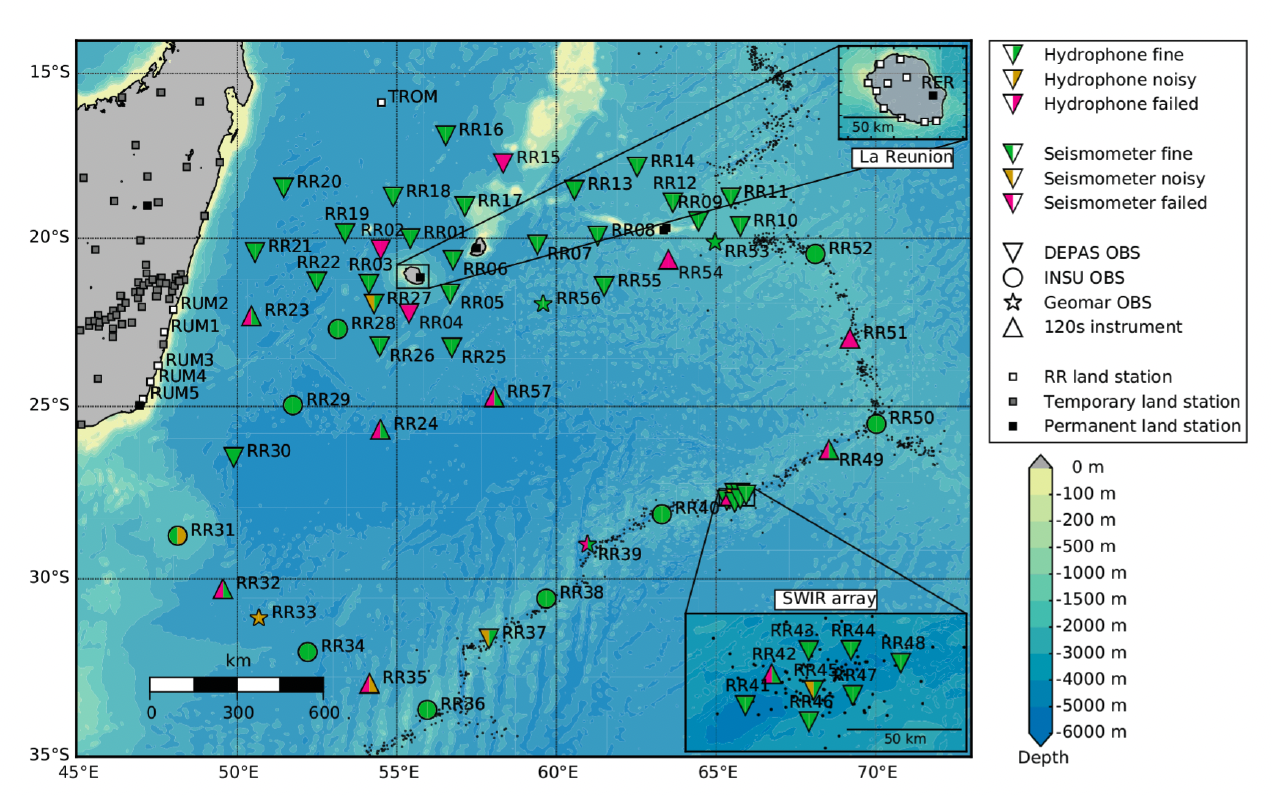 15°S
20°S
25°S
30°S
35°S
45°E
50°E
55°E
60°E
65°E
70°E
TROM
RR16
RR15
RR14
RR20
RR18
RR17
RR13
RR12
RR11
RR19
RR02
RR01
RR09
RR10
RR21
RR08
RR53
RR52
RR22
RR03
RR06
RR07
RR54
RR55
RR27
RR05
RR56
RR23
RR28
RR04
RR51
RR26
RR25
RUM2
RUM1
RUM3
RUM4
RUM5
RR57
RR29
RR24
RR50
RR30
RR49
RR31
RR40
RR39
RR32
RR38
RR33
RR37
RR34
RR35
RR36
km
0 300 600
RER
50 km
La Reunion
SWIR array
RR43
RR44
RR48
RR42
RR45
RR47
RR41
RR46
50 km
Hydrophone fine
Hydrophone noisy
Hydrophone failed
Seismometer fine
Seismometer noisy
Seismometer failed
DEPAS OBS
INSU OBS
Geomar OBS
120s instrument
RR land station
Temporary land station
Permanent land station
0 m
-100 m
-200 m
-500 m
-1000 m
-1500 m
-2000 m
-3000 m
-4000 m
-5000 m
-6000 m
Depth